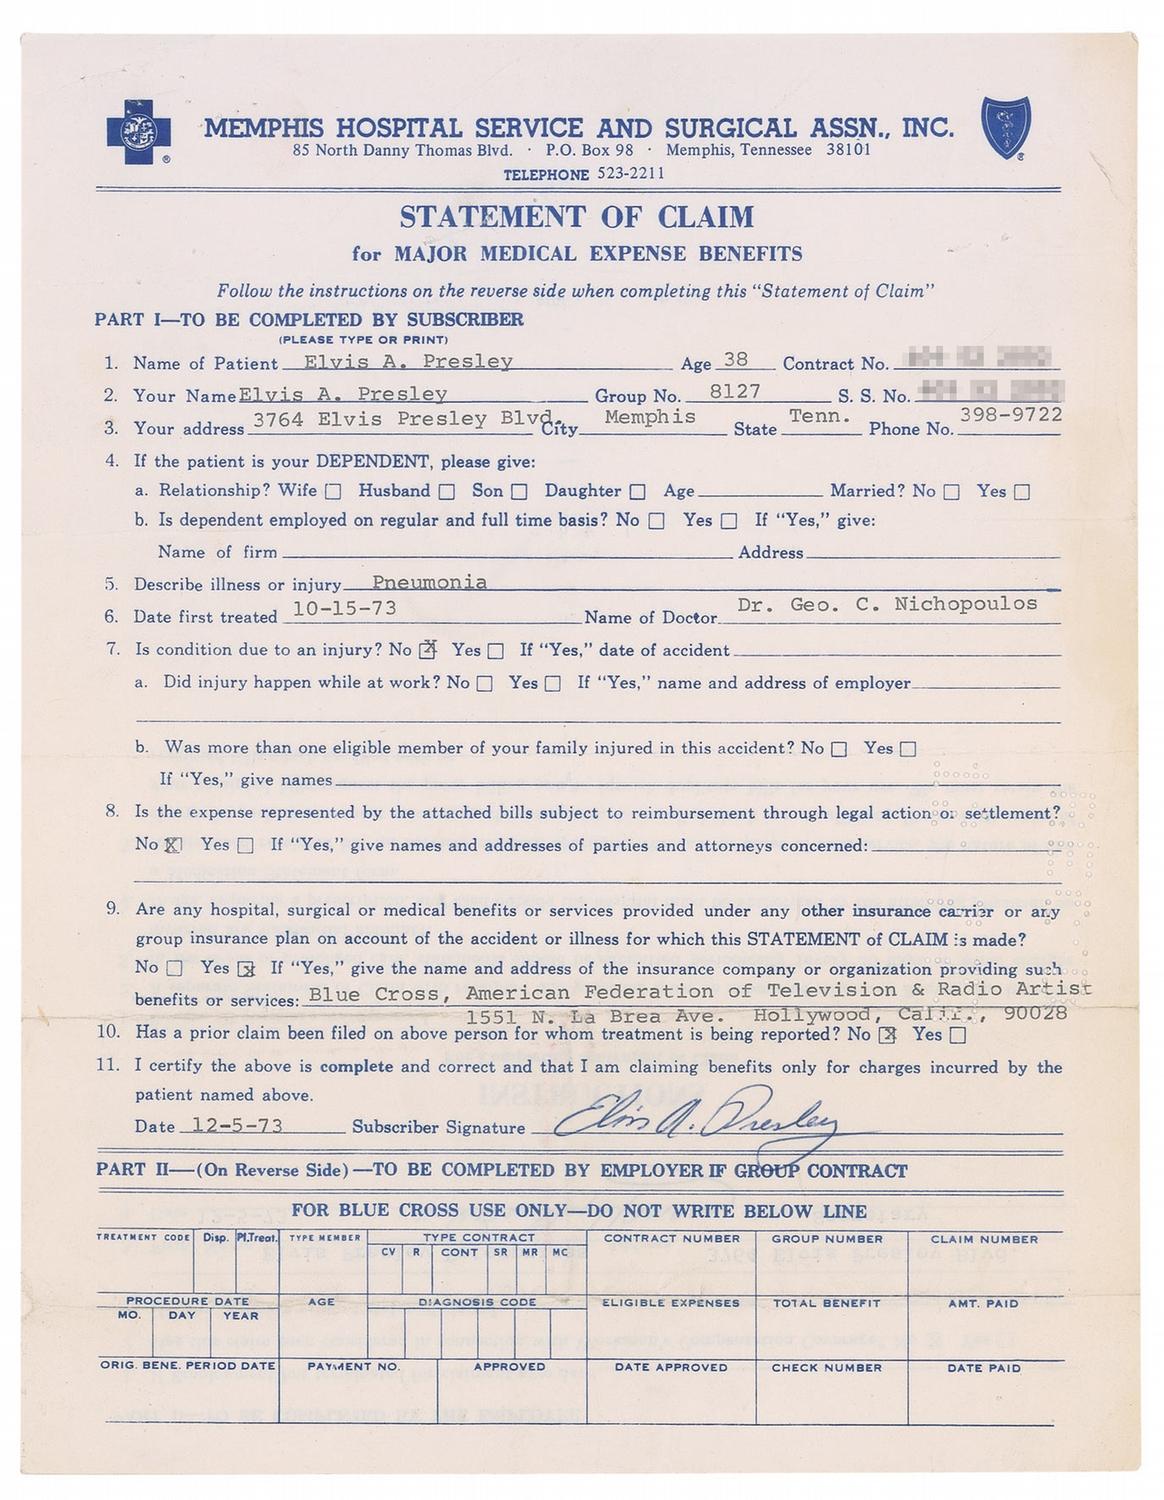 MEMPHIS HOSPITAL SERVICE AND SURGICAL ASSN., INC.
85 North Danny Thomas Blvd. · P.O. Box 98 · Memphis, Tennessee 38101
TELEPHONE 523-2211
STATEMENT OF CLAIM
for MAJOR MEDICAL EXPENSE BENEFITS
Follow the instructions on the reverse side when completing this "Statement of Claim"
PART I—TO BE COMPLETED BY SUBSCRIBER
(PLEASE TYPE OR PRINT)
1. Name of Patient Elvis A. Presley Age 38 Contract No.
2. Your Name Elvis A. Presley Group No. 8127 S. S. No.
3. Your address 3764 Elvis Presley Blvd. City Memphis State Tenn. Phone No. 398-9722
4. If the patient is your DEPENDENT, please give:
a. Relationship? Wife ☐ Husband ☐ Son ☐ Daughter ☐ Age Married? No ☐ Yes ☐
b. Is dependent employed on regular and full time basis? No ☐ Yes ☐ If "Yes," give:
Name of firm Address
5. Describe illness or injury Pneumonia
6. Date first treated 10-15-73 Name of Doctor Dr. Geo. C. Nichopoulos
7. Is condition due to an injury? No ☒ Yes ☐ If "Yes," date of accident
a. Did injury happen while at work? No ☐ Yes ☐ If "Yes," name and address of employer
b. Was more than one eligible member of your family injured in this accident? No ☐ Yes ☐
If "Yes," give names
8. Is the expense represented by the attached bills subject to reimbursement through legal action or settlement?
No ☒ Yes ☐ If "Yes," give names and addresses of parties and attorneys concerned:
9. Are any hospital, surgical or medical benefits or services provided under any other insurance carrier or any
group insurance plan on account of the accident or illness for which this STATEMENT of CLAIM is made?
No ☐ Yes ☒ If "Yes," give the name and address of the insurance company or organization providing such
benefits or services: Blue Cross, American Federation of Television & Radio Artist
1551 N. La Brea Ave. Hollywood, Calif., 90028
10. Has a prior claim been filed on above person for whom treatment is being reported? No ☒ Yes ☐
11. I certify the above is complete and correct and that I am claiming benefits only for charges incurred by the
patient named above.
Date 12-5-73 Subscriber Signature Elvis A. Presley
PART II—(On Reverse Side)—TO BE COMPLETED BY EMPLOYER IF GROUP CONTRACT
FOR BLUE CROSS USE ONLY—DO NOT WRITE BELOW LINE
TREATMENT CODE Disp. Pl.Treat. TYPE MEMBER TYPE CONTRACT CONTRACT NUMBER GROUP NUMBER CLAIM NUMBER
CV R CONT SR MR MC
PROCEDURE DATE AGE DIAGNOSIS CODE ELIGIBLE EXPENSES TOTAL BENEFIT AMT. PAID
MO. DAY YEAR
ORIG. BENE. PERIOD DATE PAYMENT NO. APPROVED DATE APPROVED CHECK NUMBER DATE PAID